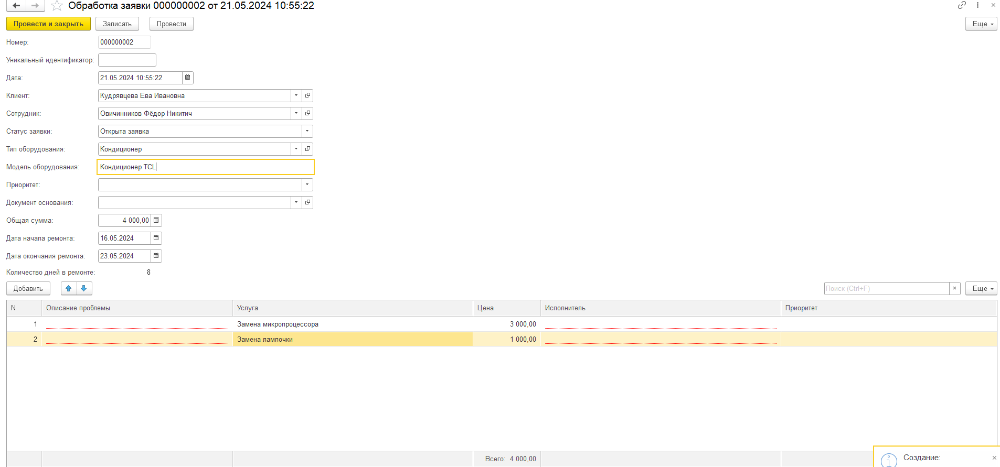 Обработка заявки 000000002 от 21.05.2024 10:55:22
Провести и закрыть Записать Провести Еще
Номер: 000000002
Уникальный идентификатор:
Дата: 21.05.2024 10:55:22
Клиент: Кудрявцева Ева Ивановна
Сотрудник: Овичинников Фёдор Никитич
Статус заявки: Открыта заявка
Тип оборудования: Кондиционер
Модель оборудования: Кондиционер TCL
Приоритет:
Документ основания:
Общая сумма: 4 000,00
Дата начала ремонта: 16.05.2024
Дата окончания ремонта: 23.05.2024
Количество дней в ремонте: 8
Добавить Поиск (Ctrl+F) × Еще
N Описание проблемы Услуга Цена Исполнитель Приоритет
1 Замена микропроцессора 3 000,00
2 Замена лампочки 1 000,00
Всего: 4 000,00
Создание: